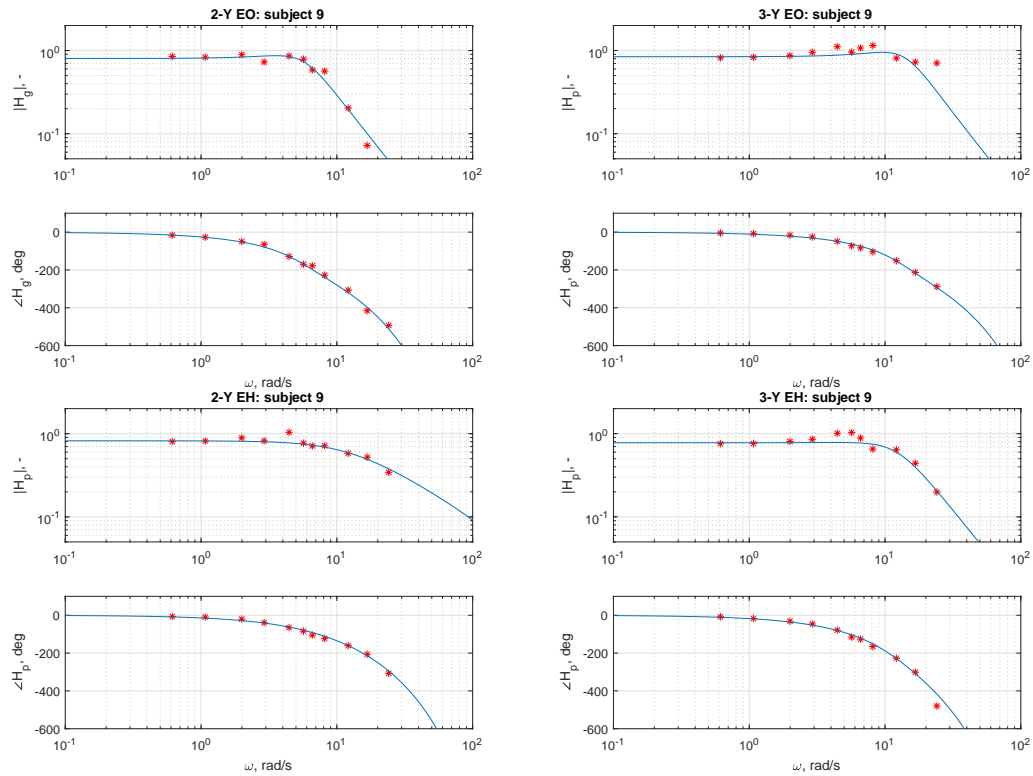 2-Y EO: subject 9
|H_g|, -
10^0
10^-1
10^-1 10^0 10^1 10^2
∠H_g, deg
0
-200
-400
-600
10^-1 10^0 10^1 10^2
ω, rad/s
3-Y EO: subject 9
|H_p|, -
10^0
10^-1
10^-1 10^0 10^1 10^2
∠H_p, deg
0
-200
-400
-600
10^-1 10^0 10^1 10^2
ω, rad/s
2-Y EH: subject 9
|H_p|, -
10^0
10^-1
10^-1 10^0 10^1 10^2
∠H_p, deg
0
-200
-400
-600
10^-1 10^0 10^1 10^2
ω, rad/s
3-Y EH: subject 9
|H_p|, -
10^0
10^-1
10^-1 10^0 10^1 10^2
∠H_p, deg
0
-200
-400
-600
10^-1 10^0 10^1 10^2
ω, rad/s